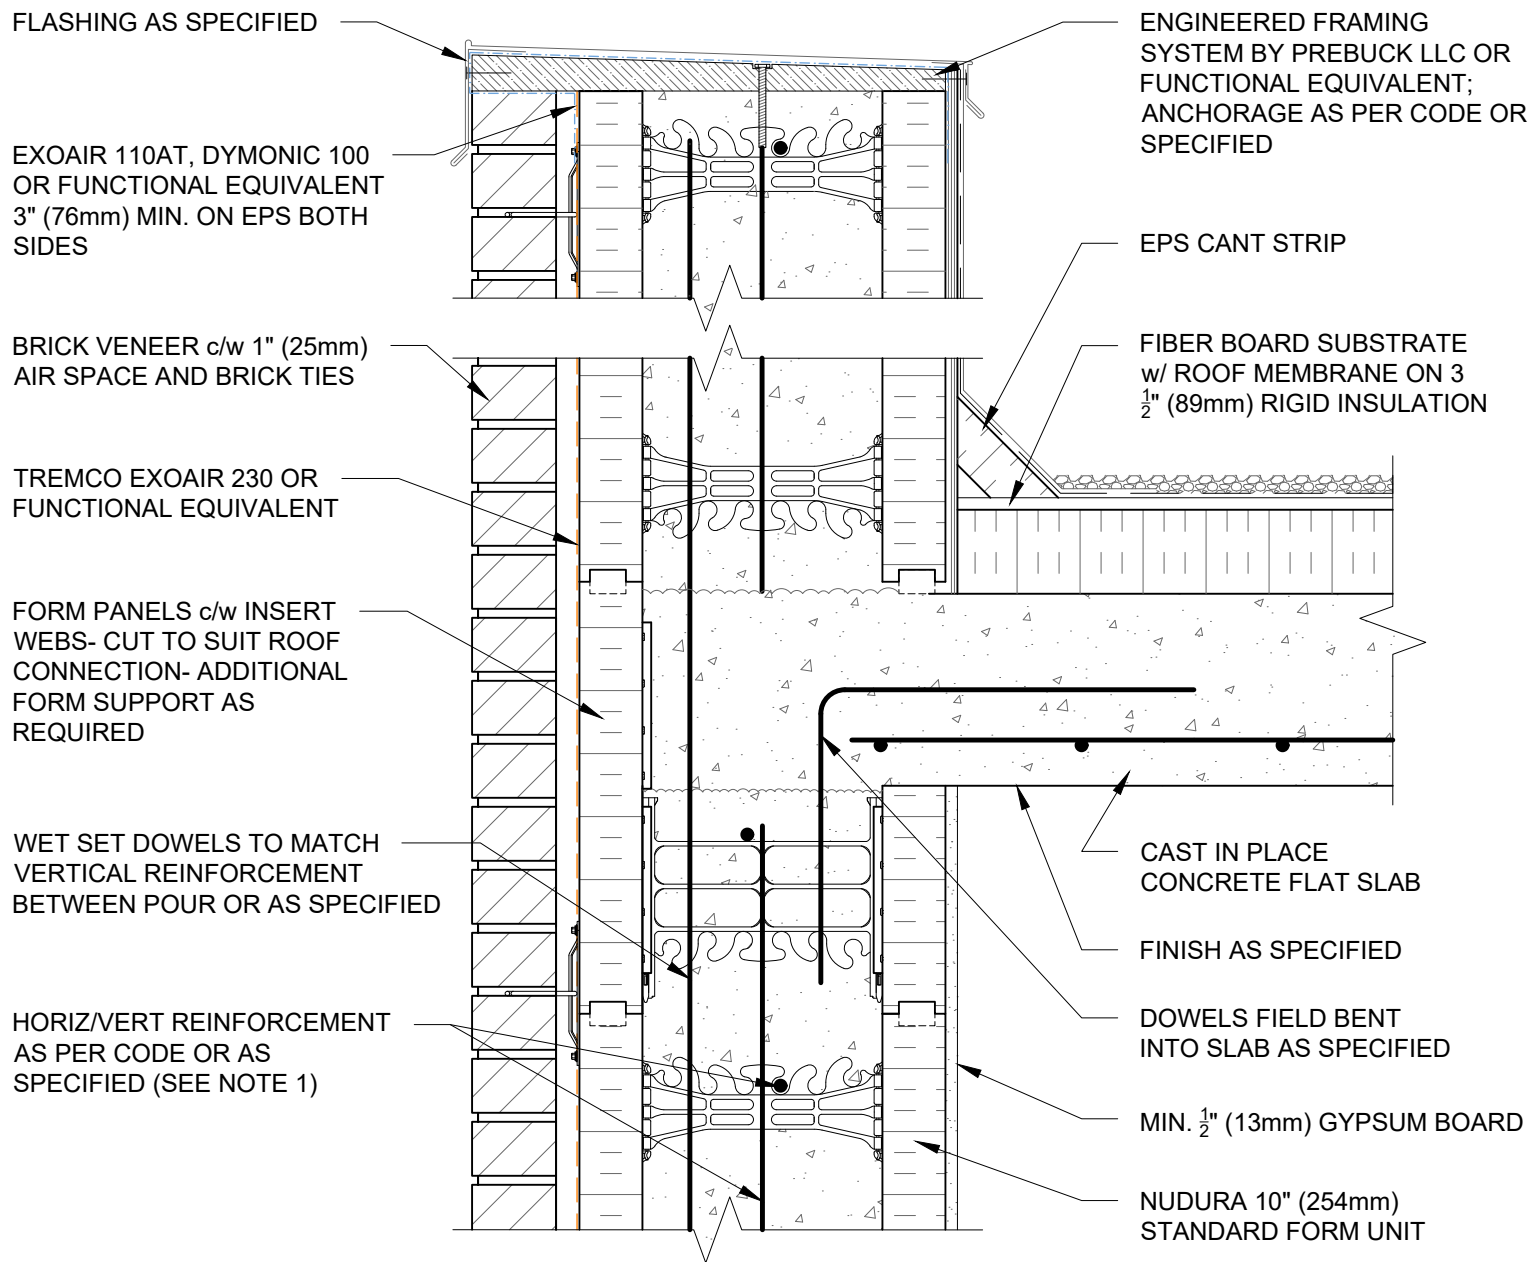 FLASHING AS SPECIFIED
EXOAIR 110AT, DYMONIC 100
OR FUNCTIONAL EQUIVALENT
3" (76mm) MIN. ON EPS BOTH
SIDES
BRICK VENEER c/w 1" (25mm)
AIR SPACE AND BRICK TIES
TREMCO EXOAIR 230 OR
FUNCTIONAL EQUIVALENT
FORM PANELS c/w INSERT
WEBS- CUT TO SUIT ROOF
CONNECTION- ADDITIONAL
FORM SUPPORT AS
REQUIRED
WET SET DOWELS TO MATCH
VERTICAL REINFORCEMENT
BETWEEN POUR OR AS SPECIFIED
HORIZ/VERT REINFORCEMENT
AS PER CODE OR AS
SPECIFIED (SEE NOTE 1)
ENGINEERED FRAMING
SYSTEM BY PREBUCK LLC OR
FUNCTIONAL EQUIVALENT;
ANCHORAGE AS PER CODE OR
SPECIFIED
EPS CANT STRIP
FIBER BOARD SUBSTRATE
w/ ROOF MEMBRANE ON 3
1/2" (89mm) RIGID INSULATION
CAST IN PLACE
CONCRETE FLAT SLAB
FINISH AS SPECIFIED
DOWELS FIELD BENT
INTO SLAB AS SPECIFIED
MIN. 1/2" (13mm) GYPSUM BOARD
NUDURA 10" (254mm)
STANDARD FORM UNIT